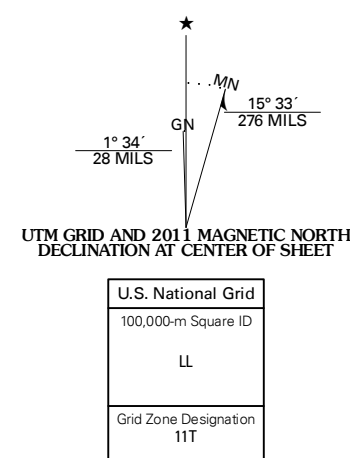 ★
MN
GN
15° 33´
276 MILS
1° 34´
28 MILS
UTM GRID AND 2011 MAGNETIC NORTH
DECLINATION AT CENTER OF SHEET
U.S. National Grid
100,000-m Square ID
LL
Grid Zone Designation
11T